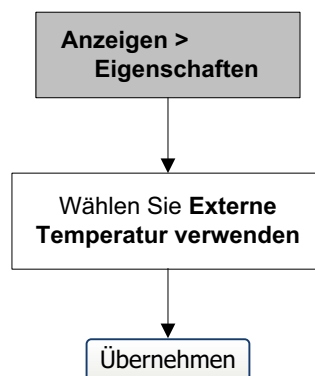 Anzeigen >
Eigenschaften
Wählen Sie Externe
Temperatur verwenden
Übernehmen